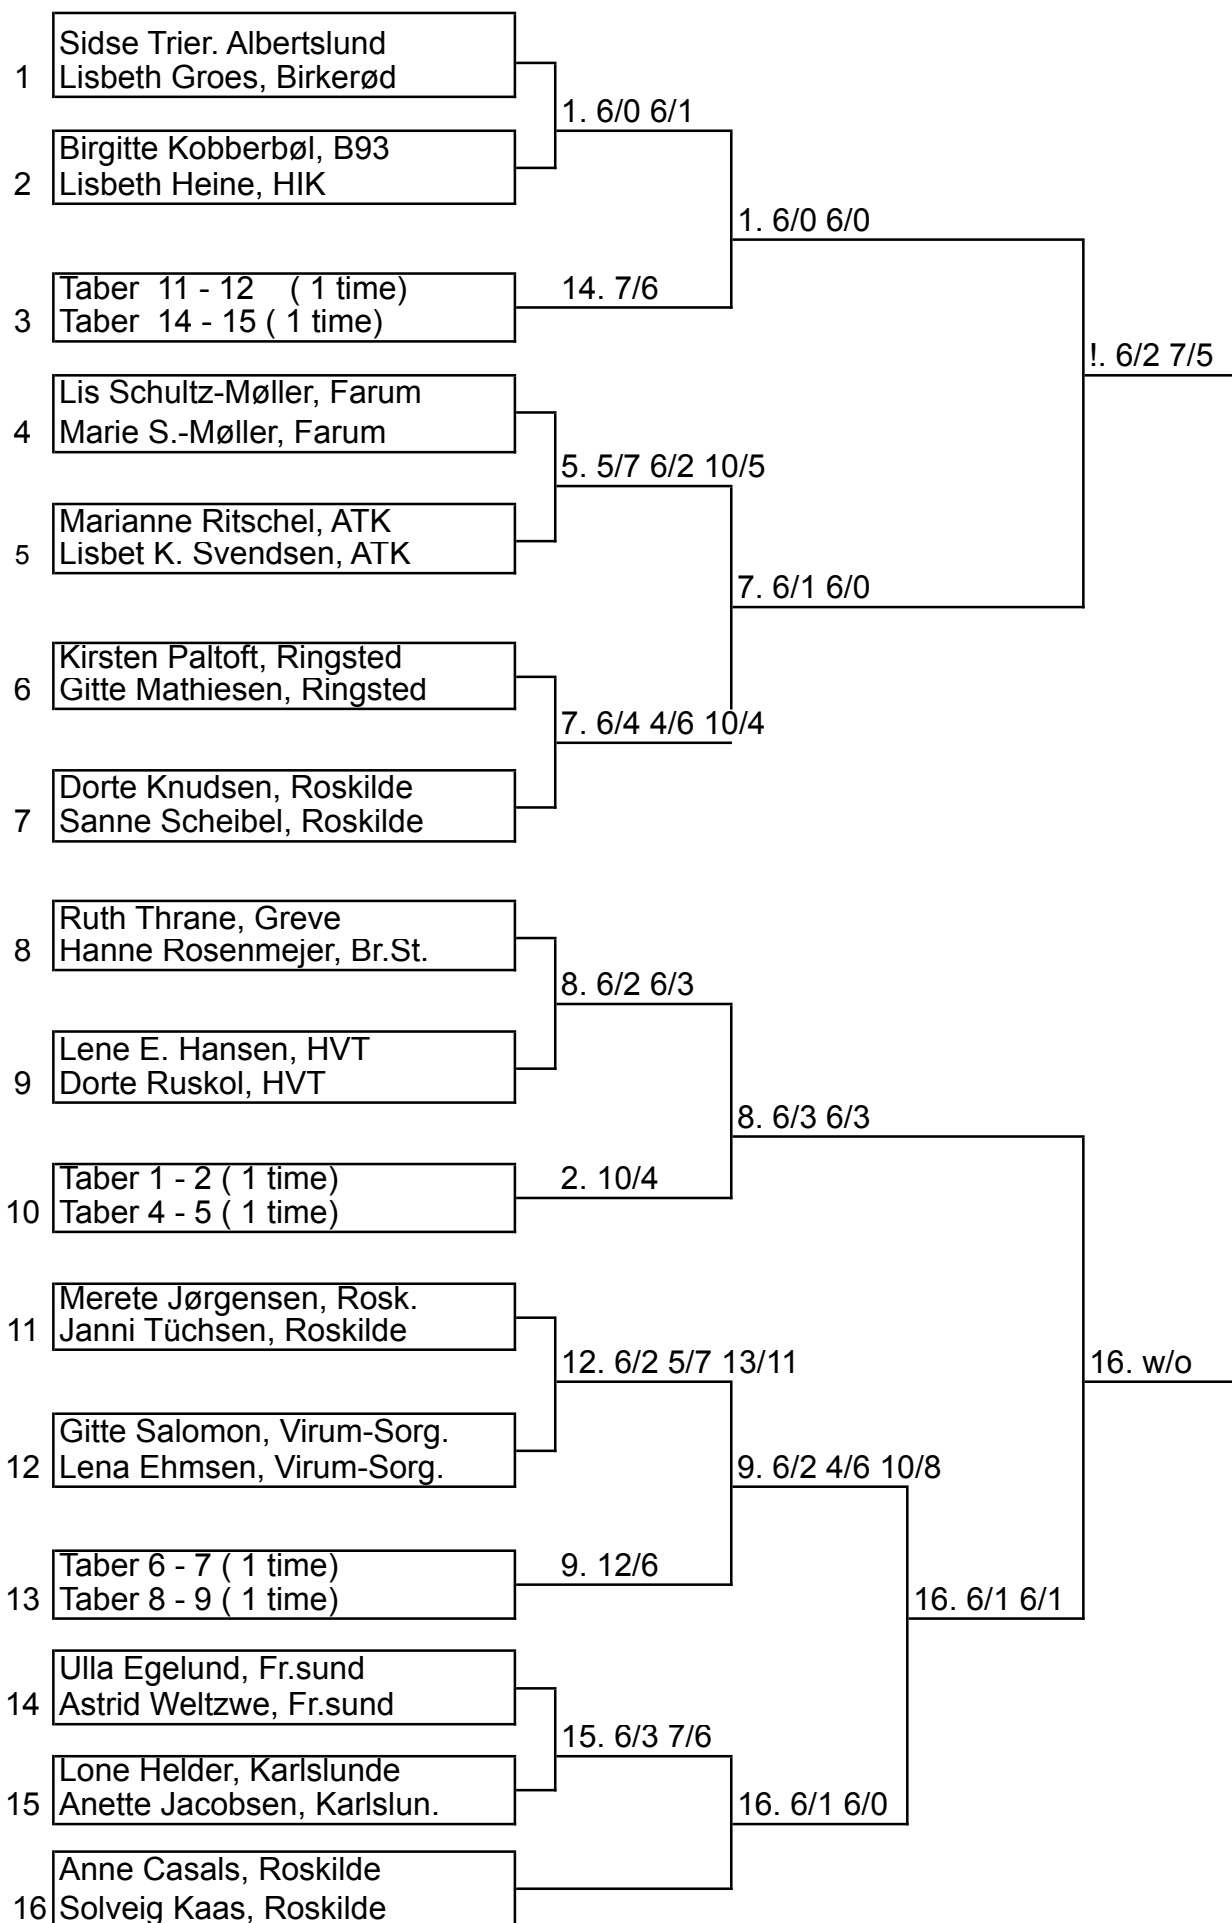 Sidse Trier. Albertslund
1 Lisbeth Groes, Birkerød
1. 6/0 6/1
Birgitte Kobberbøl, B93
2 Lisbeth Heine, HIK
1. 6/0 6/0
Taber 11 - 12 ( 1 time)
14. 7/6
3 Taber 14 - 15 ( 1 time)
!. 6/2 7/5
Lis Schultz-Møller, Farum
4 Marie S.-Møller, Farum
5. 5/7 6/2 10/5
Marianne Ritschel, ATK
5 Lisbet K. Svendsen, ATK
7. 6/1 6/0
Kirsten Paltoft, Ringsted
6 Gitte Mathiesen, Ringsted
7. 6/4 4/6 10/4
Dorte Knudsen, Roskilde
7 Sanne Scheibel, Roskilde
Ruth Thrane, Greve
8 Hanne Rosenmejer, Br.St.
8. 6/2 6/3
Lene E. Hansen, HVT
9 Dorte Ruskol, HVT
8. 6/3 6/3
Taber 1 - 2 ( 1 time)
2. 10/4
10 Taber 4 - 5 ( 1 time)
Merete Jørgensen, Rosk.
11 Janni Tüchsen, Roskilde
12. 6/2 5/7 13/11
16. w/o
Gitte Salomon, Virum-Sorg.
12 Lena Ehmsen, Virum-Sorg.
9. 6/2 4/6 10/8
Taber 6 - 7 ( 1 time)
9. 12/6
13 Taber 8 - 9 ( 1 time)
16. 6/1 6/1
Ulla Egelund, Fr.sund
14 Astrid Weltzwe, Fr.sund
15. 6/3 7/6
Lone Helder, Karlslunde
15 Anette Jacobsen, Karlslun.
16. 6/1 6/0
Anne Casals, Roskilde
16 Solveig Kaas, Roskilde